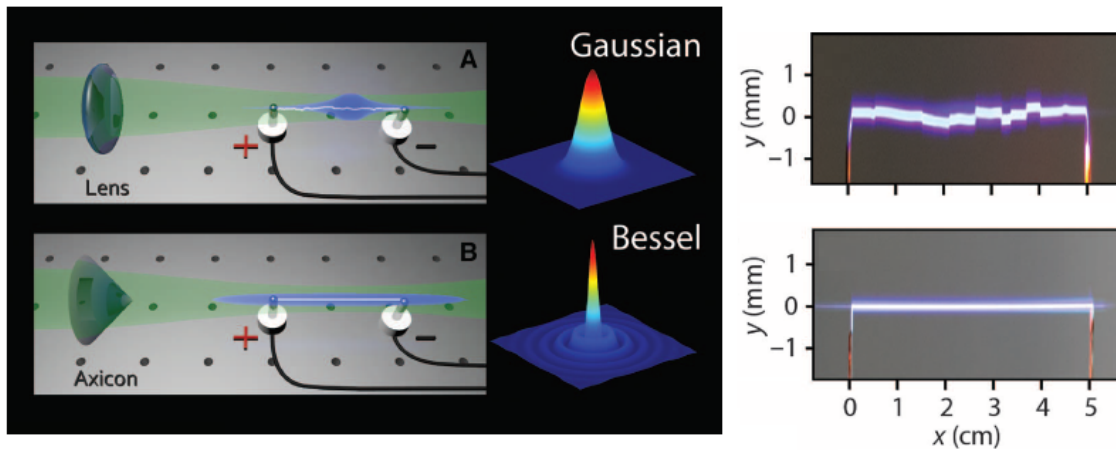 A
Gaussian
+
−
Lens
B
Bessel
+
−
Axicon
y (mm)
1
0
−1
y (mm)
1
0
−1
0 1 2 3 4 5
x (cm)